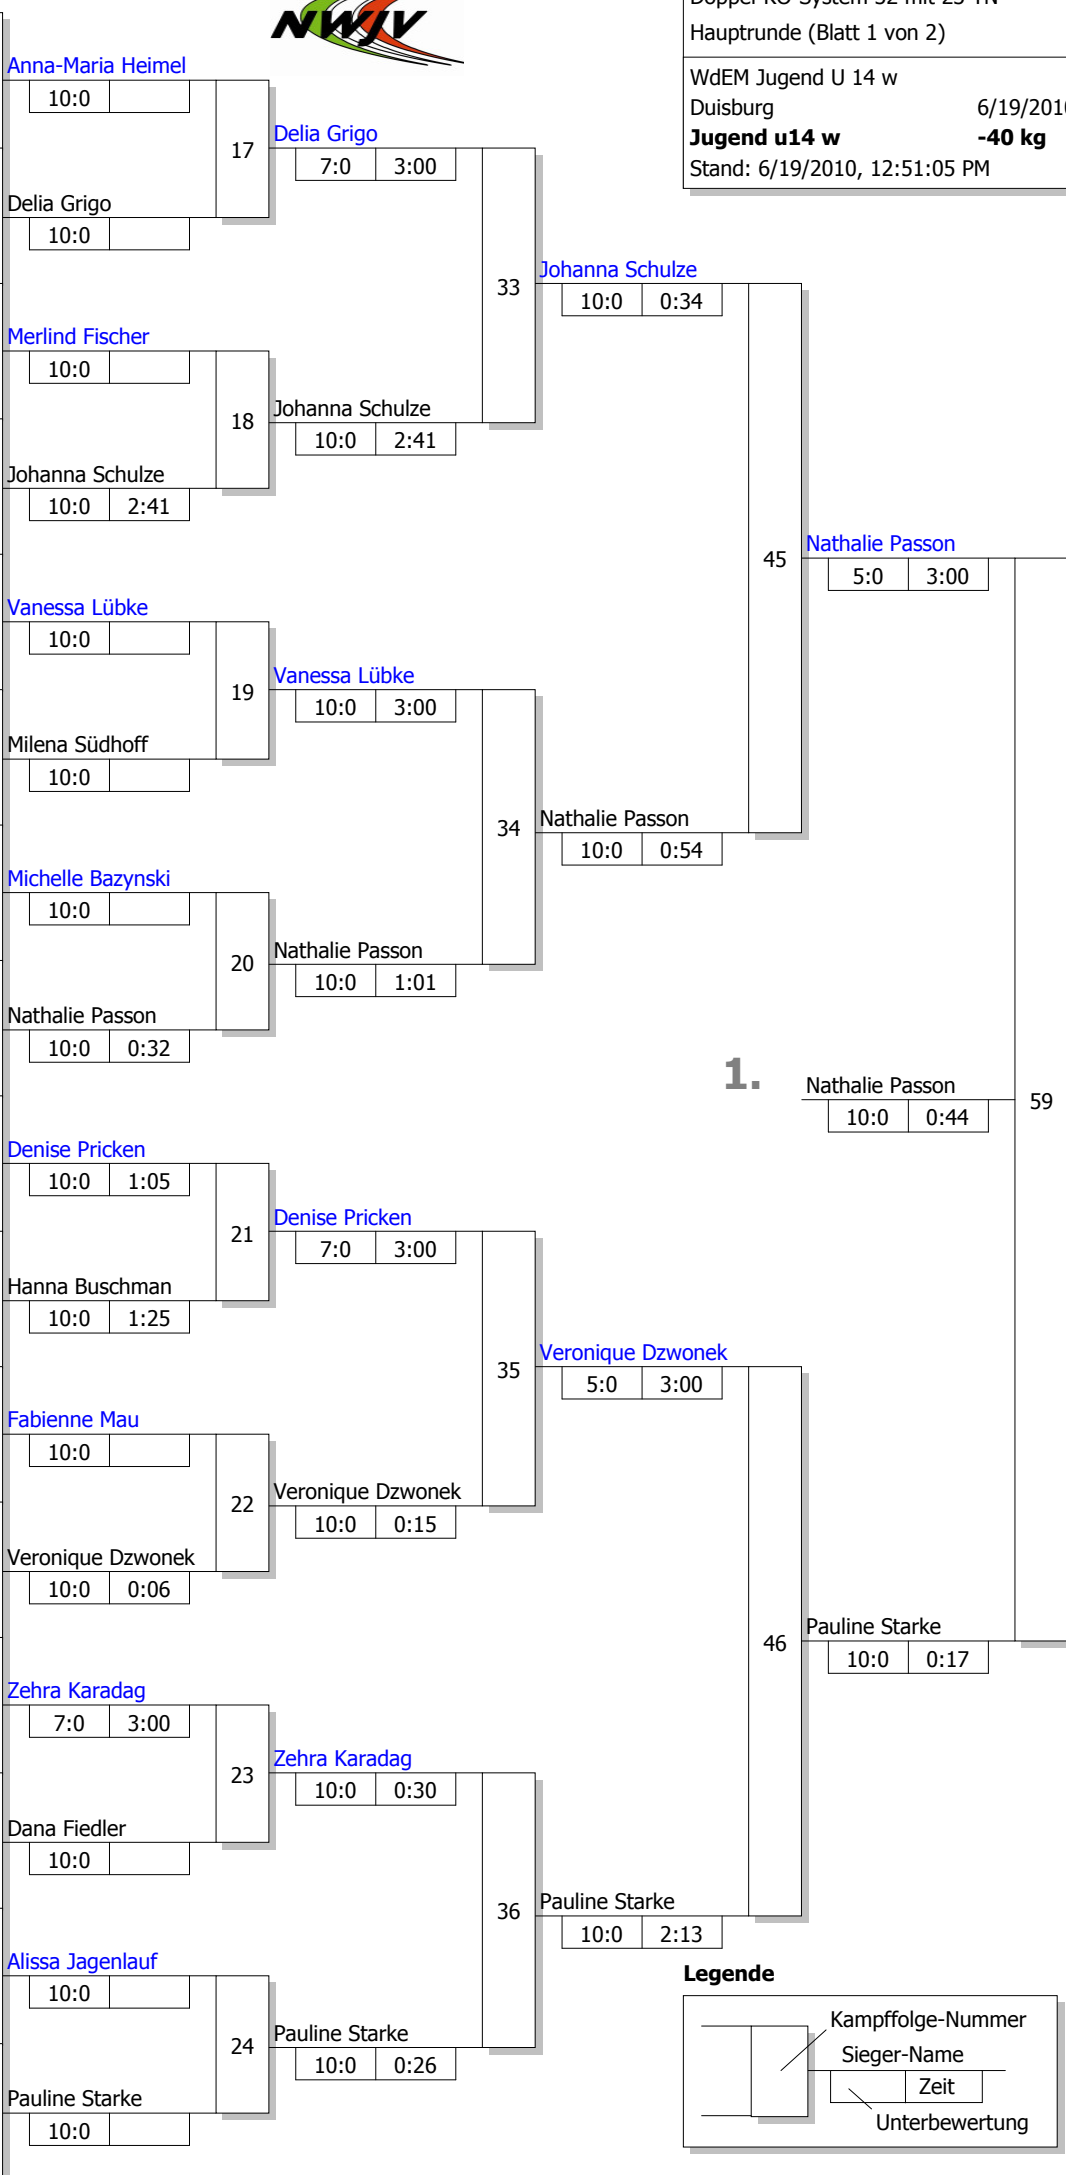 NWJV
Doppel-KO-System 32 mit 25 TN
Hauptrunde (Blatt 1 von 2)
WdEM Jugend U 14 w
Duisburg 6/19/2010
Jugend u14 w -40 kg
Stand: 6/19/2010, 12:51:05 PM
Anna-Maria Heimel
10:0
17
Delia Grigo
7:0 3:00
Delia Grigo
10:0
33
Johanna Schulze
10:0 0:34
Merlind Fischer
10:0
18
Johanna Schulze
10:0 2:41
Johanna Schulze
10:0 2:41
45
Nathalie Passon
5:0 3:00
Vanessa Lübke
10:0
19
Vanessa Lübke
10:0 3:00
Milena Südhoff
10:0
34
Nathalie Passon
10:0 0:54
Michelle Bazynski
10:0
20
Nathalie Passon
10:0 1:01
Nathalie Passon
10:0 0:32
1.
Nathalie Passon
10:0 0:44
59
Denise Pricken
10:0 1:05
21
Denise Pricken
7:0 3:00
Hanna Buschman
10:0 1:25
35
Veronique Dzwonek
5:0 3:00
Fabienne Mau
10:0
22
Veronique Dzwonek
10:0 0:15
Veronique Dzwonek
10:0 0:06
46
Pauline Starke
10:0 0:17
Zehra Karadag
7:0 3:00
23
Zehra Karadag
10:0 0:30
Dana Fiedler
10:0
36
Pauline Starke
10:0 2:13
Alissa Jagenlauf
10:0
24
Pauline Starke
10:0 0:26
Pauline Starke
10:0
Legende
Kampffolge-Nummer
Sieger-Name
Zeit
Unterbewertung